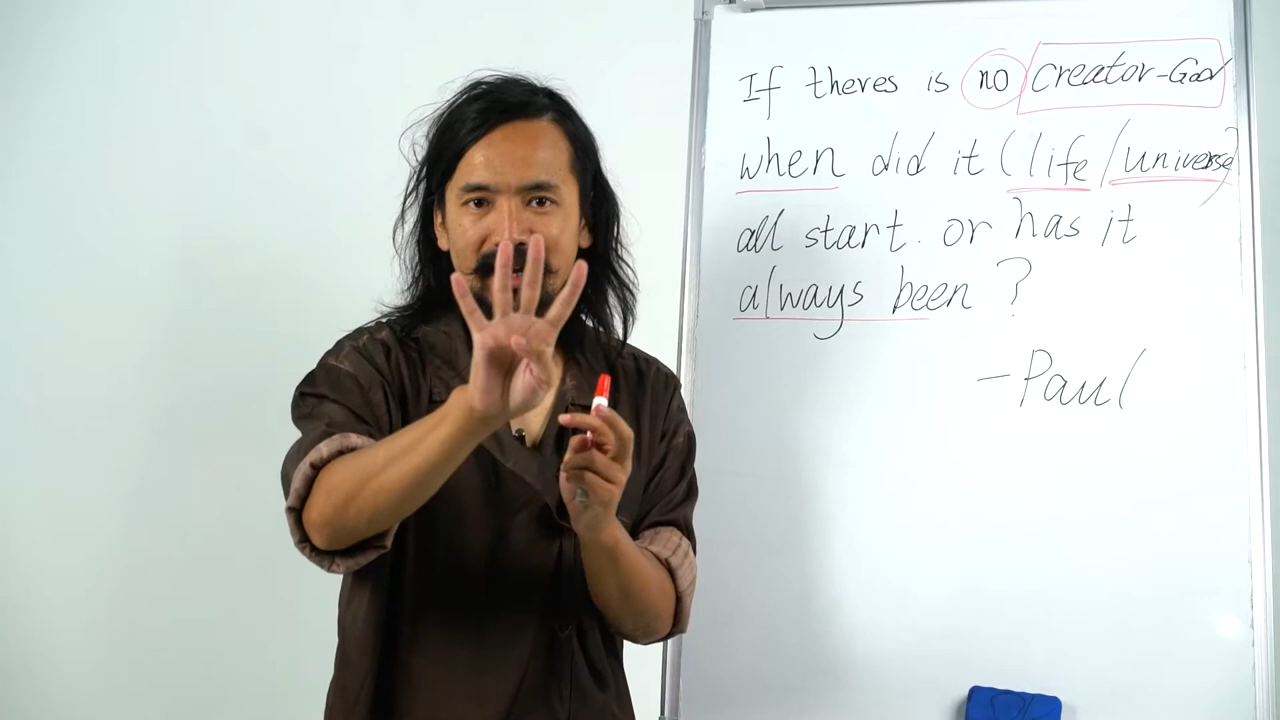 If theres is no Creator-God
when did it (life/universe)
all start. or has it
always been ?
- Paul